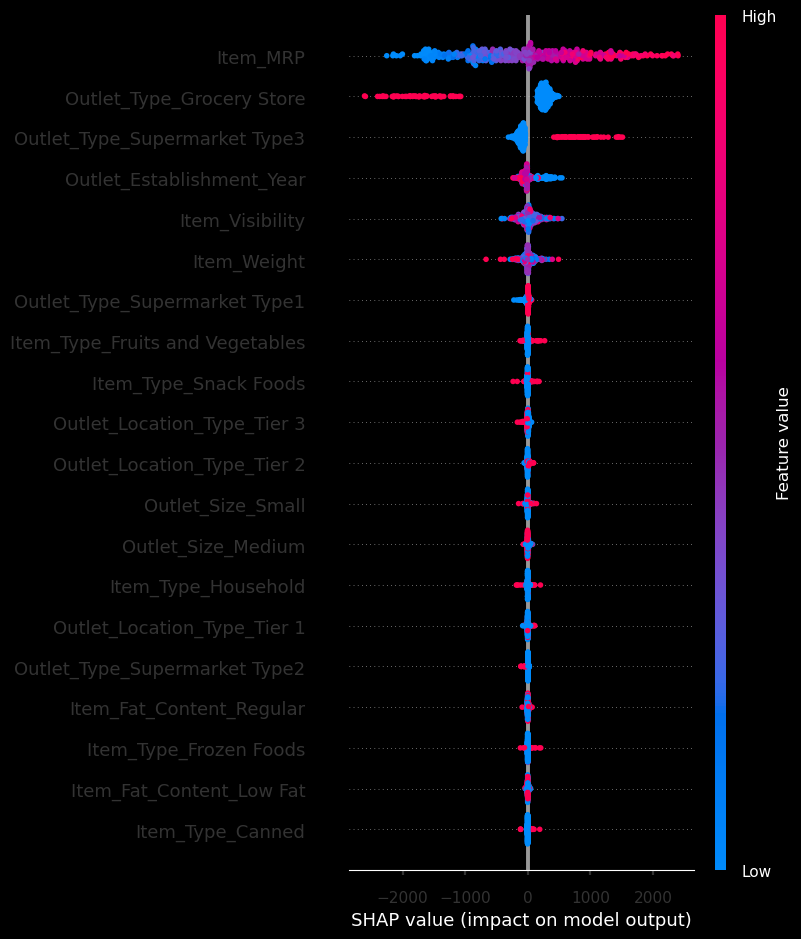 High
Item_MRP
Outlet_Type_Grocery Store
Outlet_Type_Supermarket Type3
Outlet_Establishment_Year
Item_Visibility
Item_Weight
Outlet_Type_Supermarket Type1
Item_Type_Fruits and Vegetables
Item_Type_Snack Foods
Outlet_Location_Type_Tier 3
Outlet_Location_Type_Tier 2
Outlet_Size_Small
Outlet_Size_Medium
Item_Type_Household
Outlet_Location_Type_Tier 1
Outlet_Type_Supermarket Type2
Item_Fat_Content_Regular
Item_Type_Frozen Foods
Item_Fat_Content_Low Fat
Item_Type_Canned
Feature value
Low
−2000 −1000 0 1000 2000
SHAP value (impact on model output)